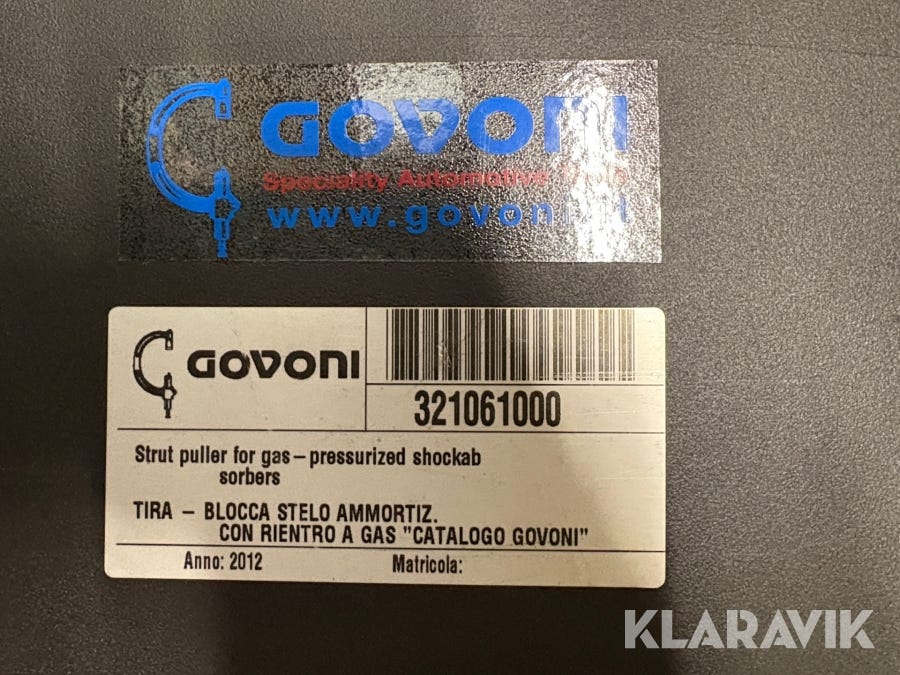 GOVONI
Speciality Automotive Tools
www.govoni.it
GOVONI
321061000
Strut puller for gas – pressurized shockab
sorbers
TIRA – BLOCCA STELO AMMORTIZ.
CON RIENTRO A GAS "CATALOGO GOVONI"
Anno: 2012 Matricola:
KLARAVIK